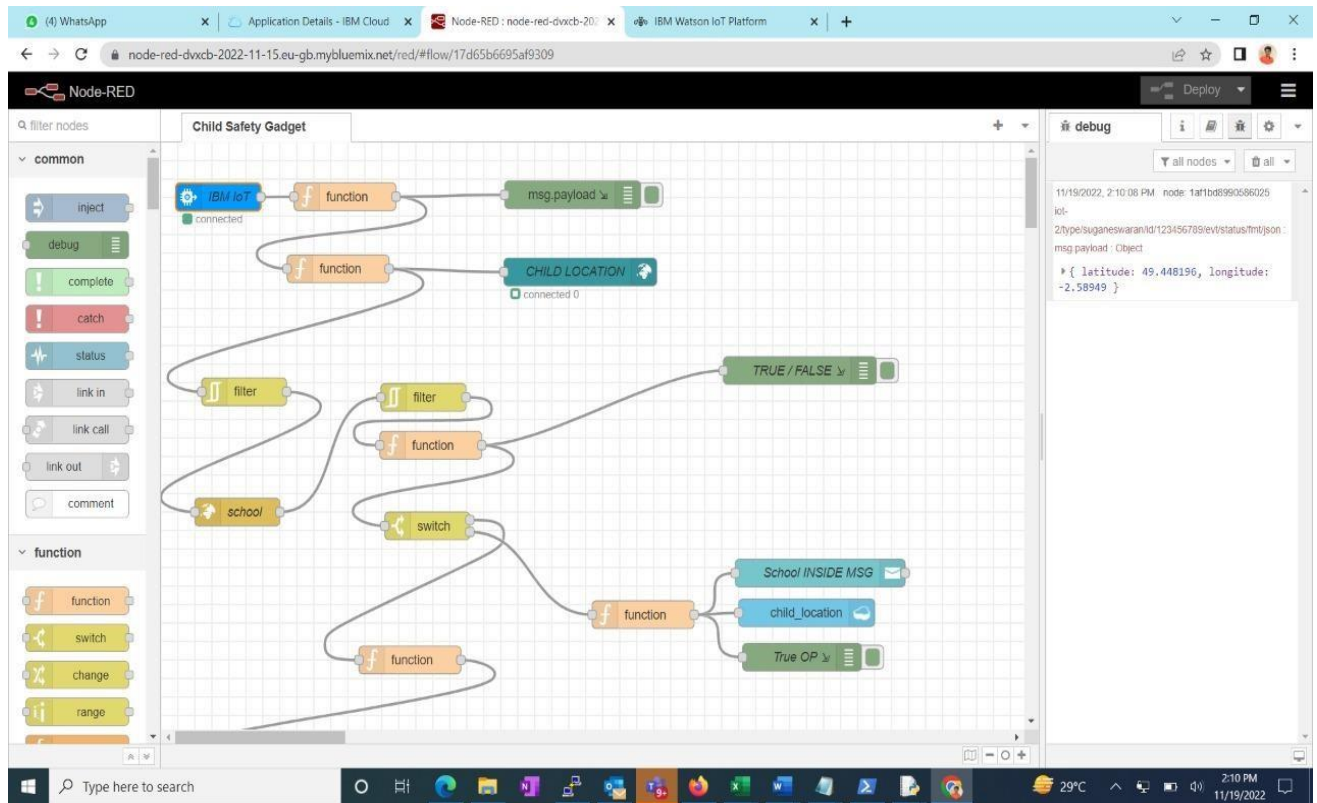 (4) WhatsApp
Application Details - IBM Cloud
Node-RED : node-red-dvxcb-202
IBM Watson IoT Platform
node-red-dvxcb-2022-11-15.eu-gb.mybluemix.net/red/#flow/17d65b6695af9309
Node-RED
Deploy
filter nodes
Child Safety Gadget
debug
i
all nodes
all
common
inject
debug
complete
catch
status
link in
link call
link out
comment
function
function
switch
change
range
IBM IoT
connected
function
msg.payload
function
CHILD LOCATION
connected 0
filter
filter
TRUE / FALSE
function
school
switch
School INSIDE MSG
function
child_location
True OP
function
11/19/2022, 2:10:08 PM node: 1af1bd8990586025
iot-
2/type/suganeswaran/id/123456789/evt/status/fmt/json :
msg.payload : Object
{ latitude: 49.448196, longitude:
-2.58949 }
Type here to search
9+
29°C
2:10 PM
11/19/2022